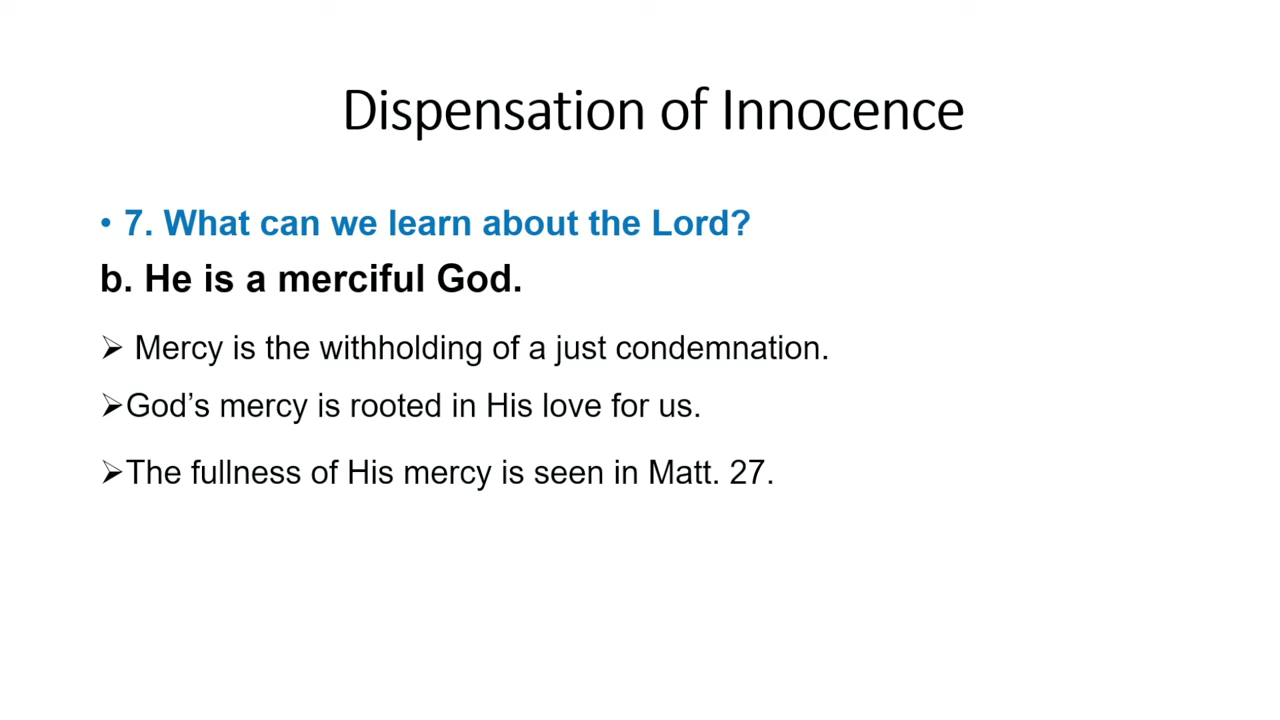 Dispensation of Innocence
• 7. What can we learn about the Lord?
b. He is a merciful God.
➢ Mercy is the withholding of a just condemnation.
➢God’s mercy is rooted in His love for us.
➢The fullness of His mercy is seen in Matt. 27.